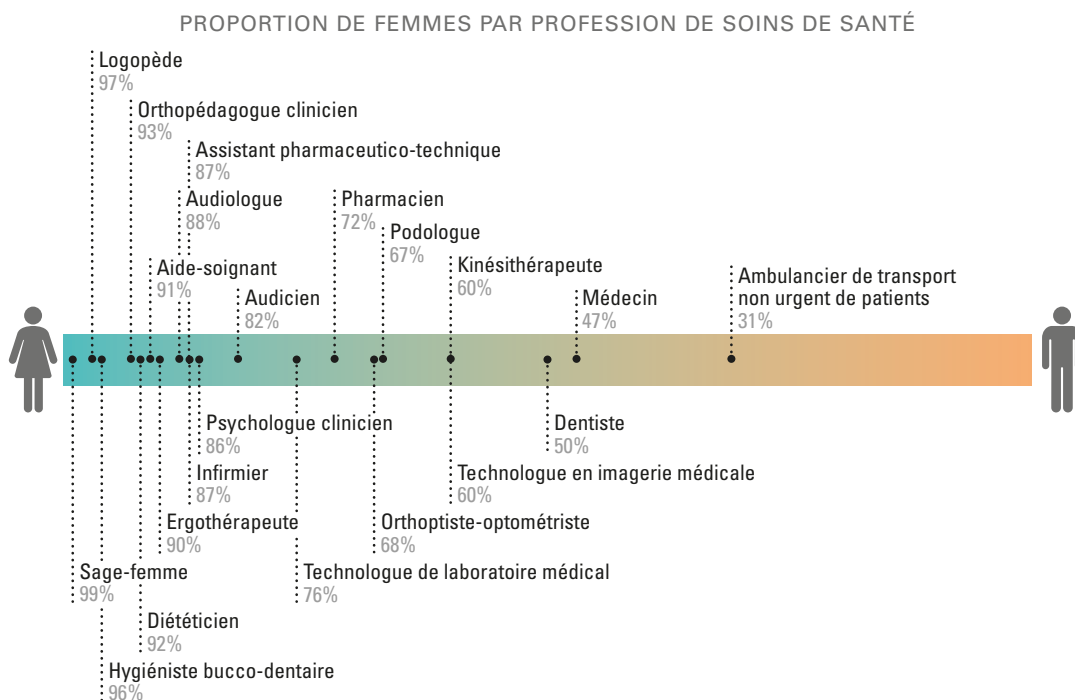 PROPORTION DE FEMMES PAR PROFESSION DE SOINS DE SANTÉ
Logopède
97%
Orthopédagogue clinicien
93%
Assistant pharmaceutico-technique
87%
Audiologue
88%
Pharmacien
72%
Podologue
67%
Aide-soignant
91%
Kinésithérapeute
60%
Audicien
82%
Médecin
47%
Ambulancier de transport
non urgent de patients
31%
Psychologue clinicien
86%
Dentiste
50%
Infirmier
87%
Technologue en imagerie médicale
60%
Ergothérapeute
90%
Orthoptiste-optométriste
68%
Sage-femme
99%
Technologue de laboratoire médical
76%
Diététicien
92%
Hygiéniste bucco-dentaire
96%